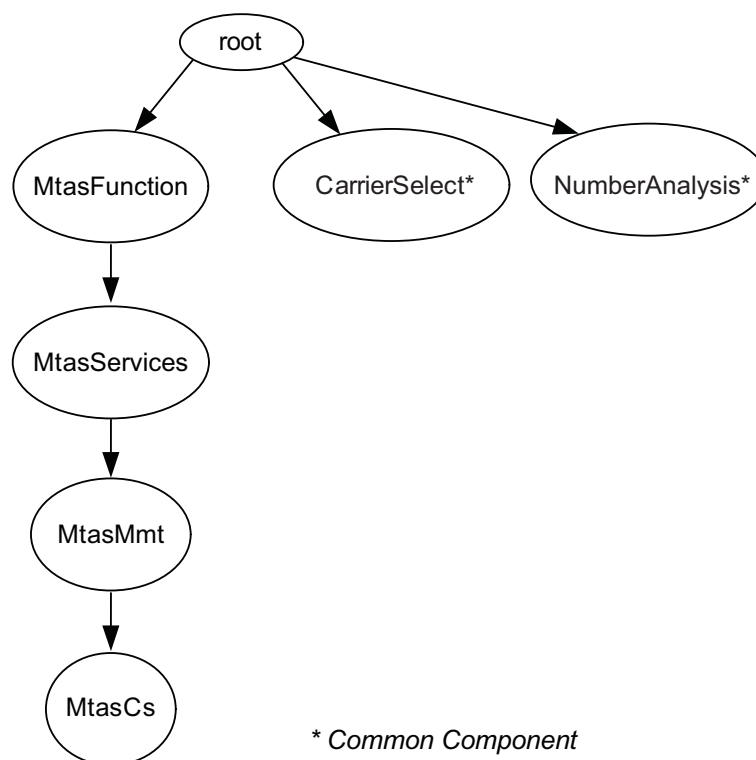 root
MtasFunction
CarrierSelect*
NumberAnalysis*
MtasServices
MtasMmt
MtasCs
* Common Component